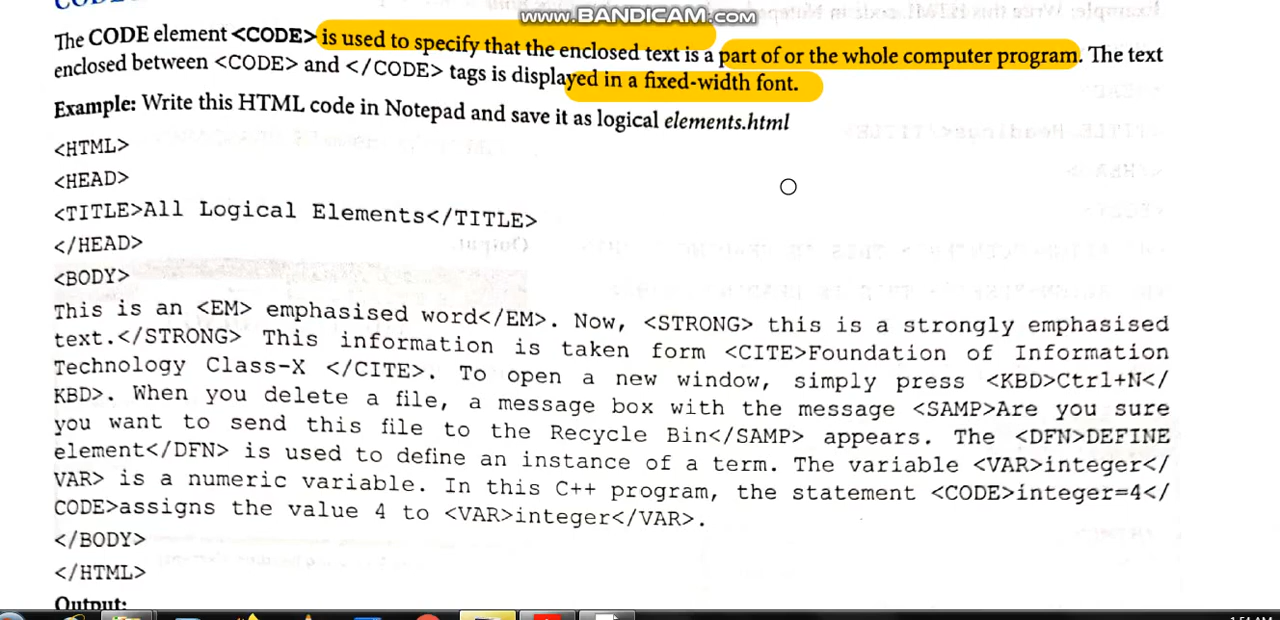 www.BANDICAM.com
The CODE element <CODE> is used to specify that the enclosed text is a part of or the whole computer program. The text
enclosed between <CODE> and </CODE> tags is displayed in a fixed-width font.
Example: Write this HTML code in Notepad and save it as logical elements.html
<HTML>
<HEAD>
<TITLE>All Logical Elements</TITLE>
</HEAD>
<BODY>
This is an <EM> emphasised word</EM>. Now, <STRONG> this is a strongly emphasised
text.</STRONG> This information is taken form <CITE>Foundation of Information
Technology Class-X </CITE>. To open a new window, simply press <KBD>Ctrl+N</
KBD>. When you delete a file, a message box with the message <SAMP>Are you sure
you want to send this file to the Recycle Bin</SAMP> appears. The <DFN>DEFINE
element</DFN> is used to define an instance of a term. The variable <VAR>integer</
VAR> is a numeric variable. In this C++ program, the statement <CODE>integer=4</
CODE>assigns the value 4 to <VAR>integer</VAR>.
</BODY>
</HTML>
Output: